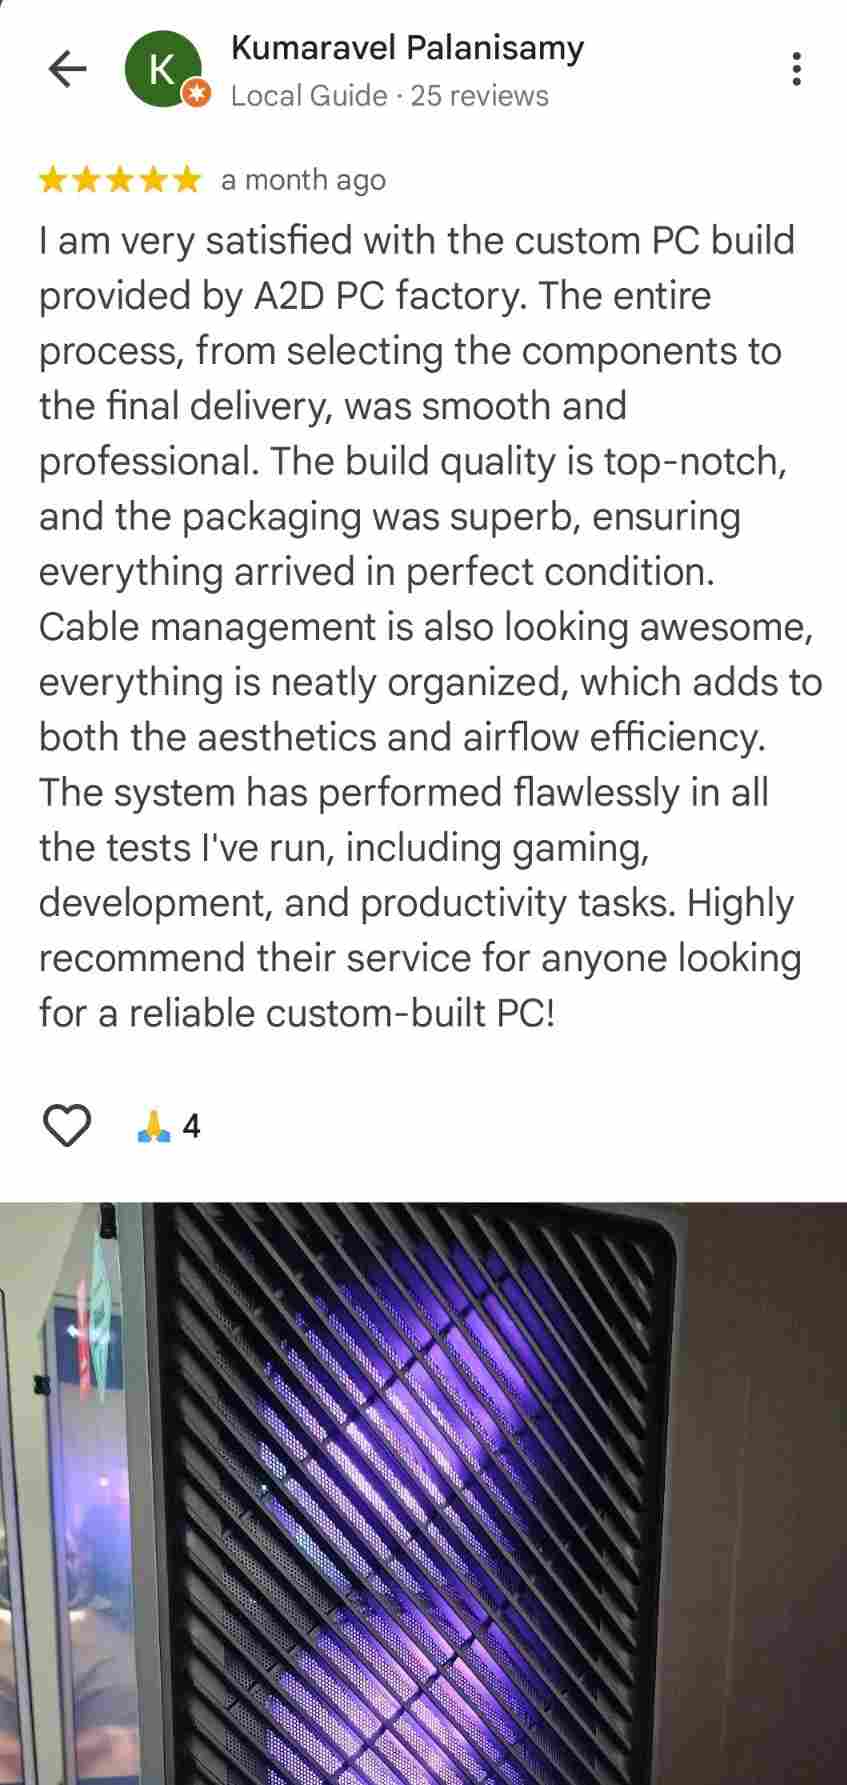 K
Kumaravel Palanisamy
Local Guide · 25 reviews
a month ago
I am very satisfied with the custom PC build
provided by A2D PC factory. The entire
process, from selecting the components to
the final delivery, was smooth and
professional. The build quality is top-notch,
and the packaging was superb, ensuring
everything arrived in perfect condition.
Cable management is also looking awesome,
everything is neatly organized, which adds to
both the aesthetics and airflow efficiency.
The system has performed flawlessly in all
the tests I've run, including gaming,
development, and productivity tasks. Highly
recommend their service for anyone looking
for a reliable custom-built PC!
4